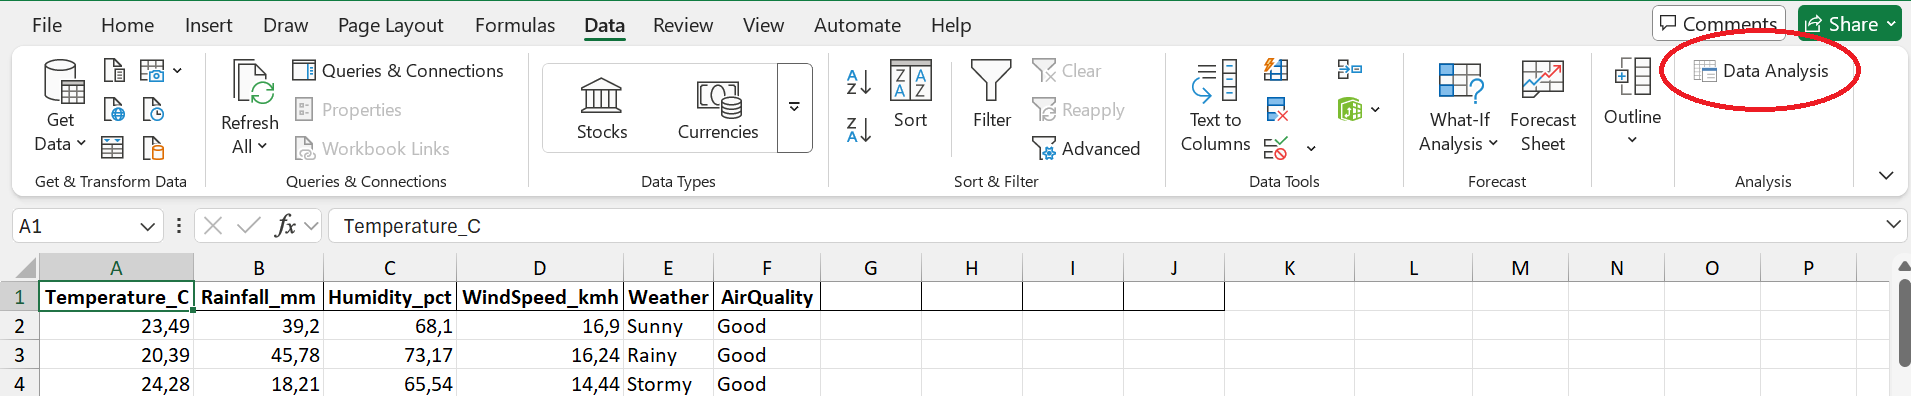 File Home Insert Draw Page Layout Formulas Data Review View Automate Help Comments Share
Get Data
Refresh All
Queries & Connections
Properties
Workbook Links
Stocks
Currencies
Sort
Filter
Clear
Reapply
Advanced
Text to Columns
What-If Analysis
Forecast Sheet
Outline
Data Analysis
Get & Transform Data Queries & Connections Data Types Sort & Filter Data Tools Forecast Analysis
A1 fx Temperature_C
A B C D E F G H I J K L M N O P
1 Temperature_C Rainfall_mm Humidity_pct WindSpeed_kmh Weather AirQuality
2 23,49 39,2 68,1 16,9 Sunny Good
3 20,39 45,78 73,17 16,24 Rainy Good
4 24,28 18,21 65,54 14,44 Stormy Good